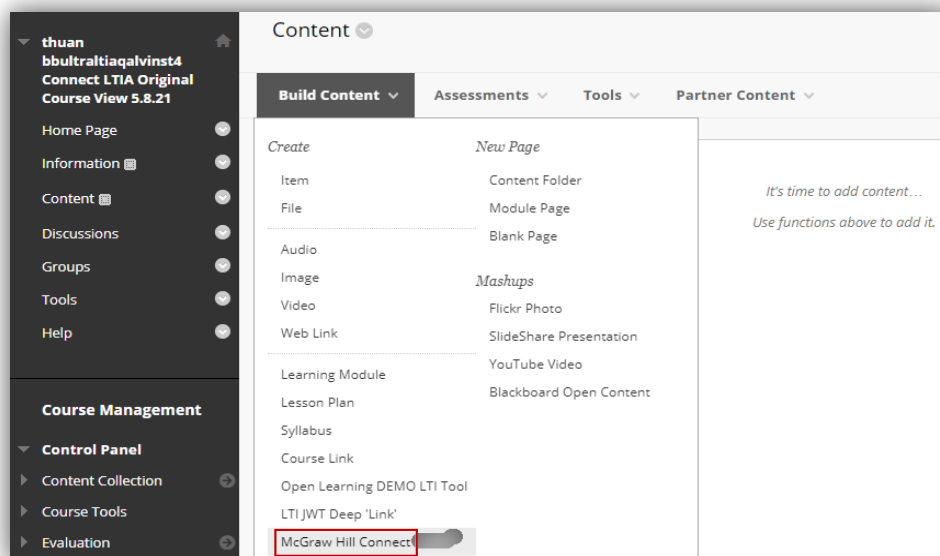 thuan
bbultraltiaqalvinst4
Connect LTIA Original
Course View 5.8.21
Home Page
Information
Content
Discussions
Groups
Tools
Help
Course Management
Control Panel
Content Collection
Course Tools
Evaluation
Content
Build Content
Assessments
Tools
Partner Content
Create
Item
File
Audio
Image
Video
Web Link
Learning Module
Lesson Plan
Syllabus
Course Link
Open Learning DEMO LTI Tool
LTI JWT Deep 'Link'
McGraw Hill Connect
New Page
Content Folder
Module Page
Blank Page
Mashups
Flickr Photo
SlideShare Presentation
YouTube Video
Blackboard Open Content
It's time to add content...
Use functions above to add it.